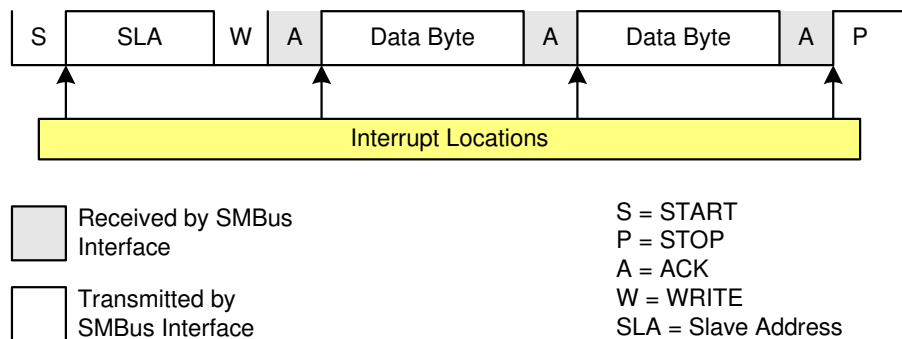 S SLA W A Data Byte A Data Byte A P
Interrupt Locations
Received by SMBus
Interface
Transmitted by
SMBus Interface
S = START
P = STOP
A = ACK
W = WRITE
SLA = Slave Address